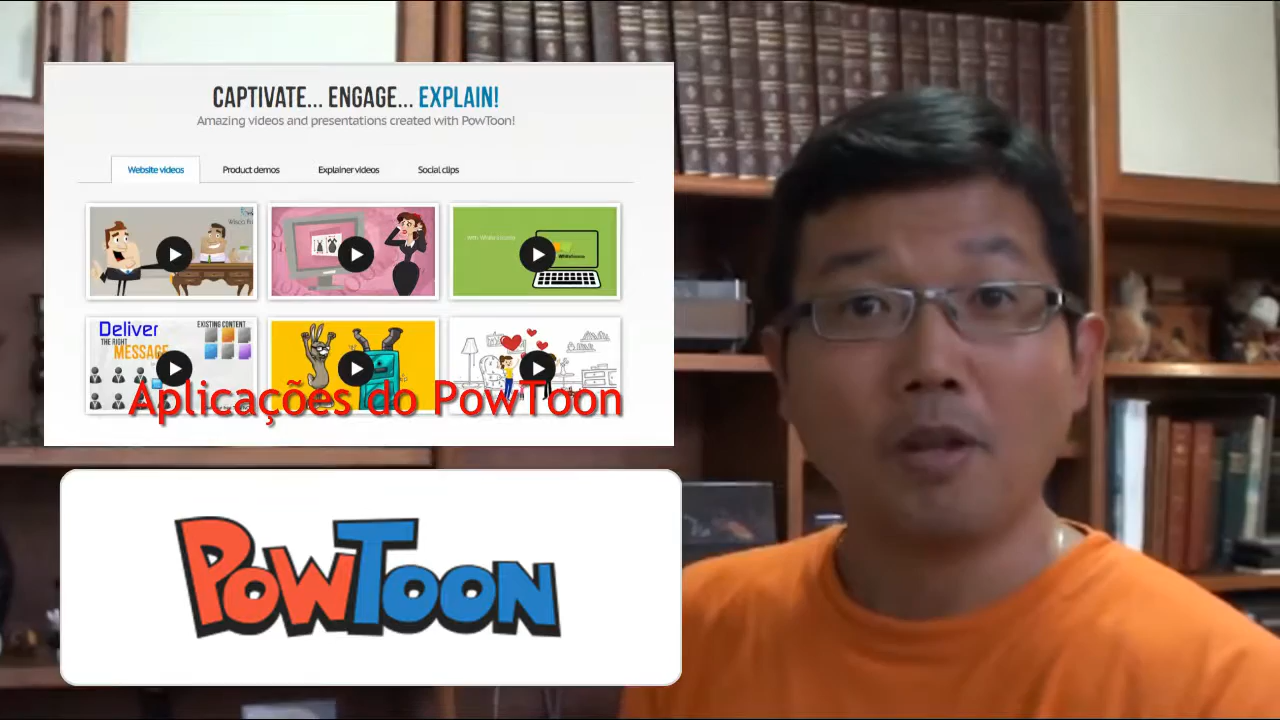 CAPTIVATE... ENGAGE... EXPLAIN!
Amazing videos and presentations created with PowToon!
Website videos Product demos Explainer videos Social clips
Deliver
THE RIGHT
MESSAGE
EXISTING CONTENT
Aplicações do PowToon
POWTOON